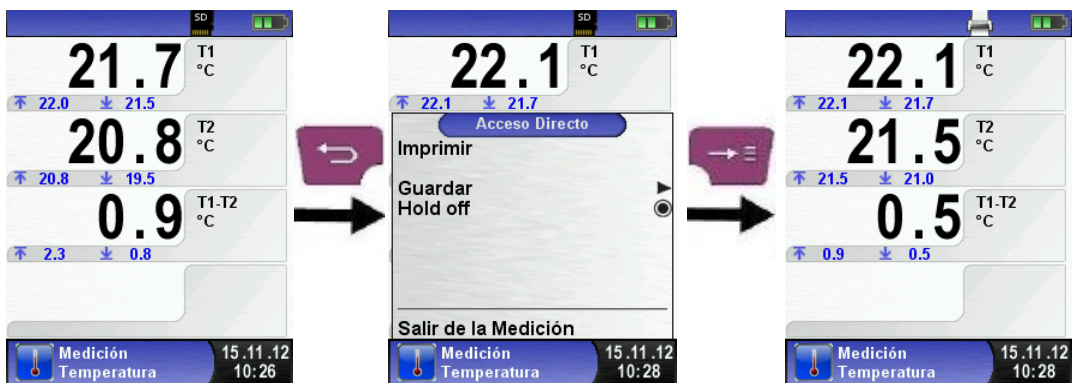 SD
21.7 T1
°C
22.0 21.5
20.8 T2
°C
20.8 19.5
0.9 T1-T2
°C
2.3 0.8
Medición 15.11.12
Temperatura 10:26
SD
22.1 T1
°C
22.1 21.7
Acceso Directo
Imprimir
Guardar
Hold off
Salir de la Medición
Medición 15.11.12
Temperatura 10:28
22.1 T1
°C
22.1 21.7
21.5 T2
°C
21.5 21.0
0.5 T1-T2
°C
0.9 0.5
Medición 15.11.12
Temperatura 10:28